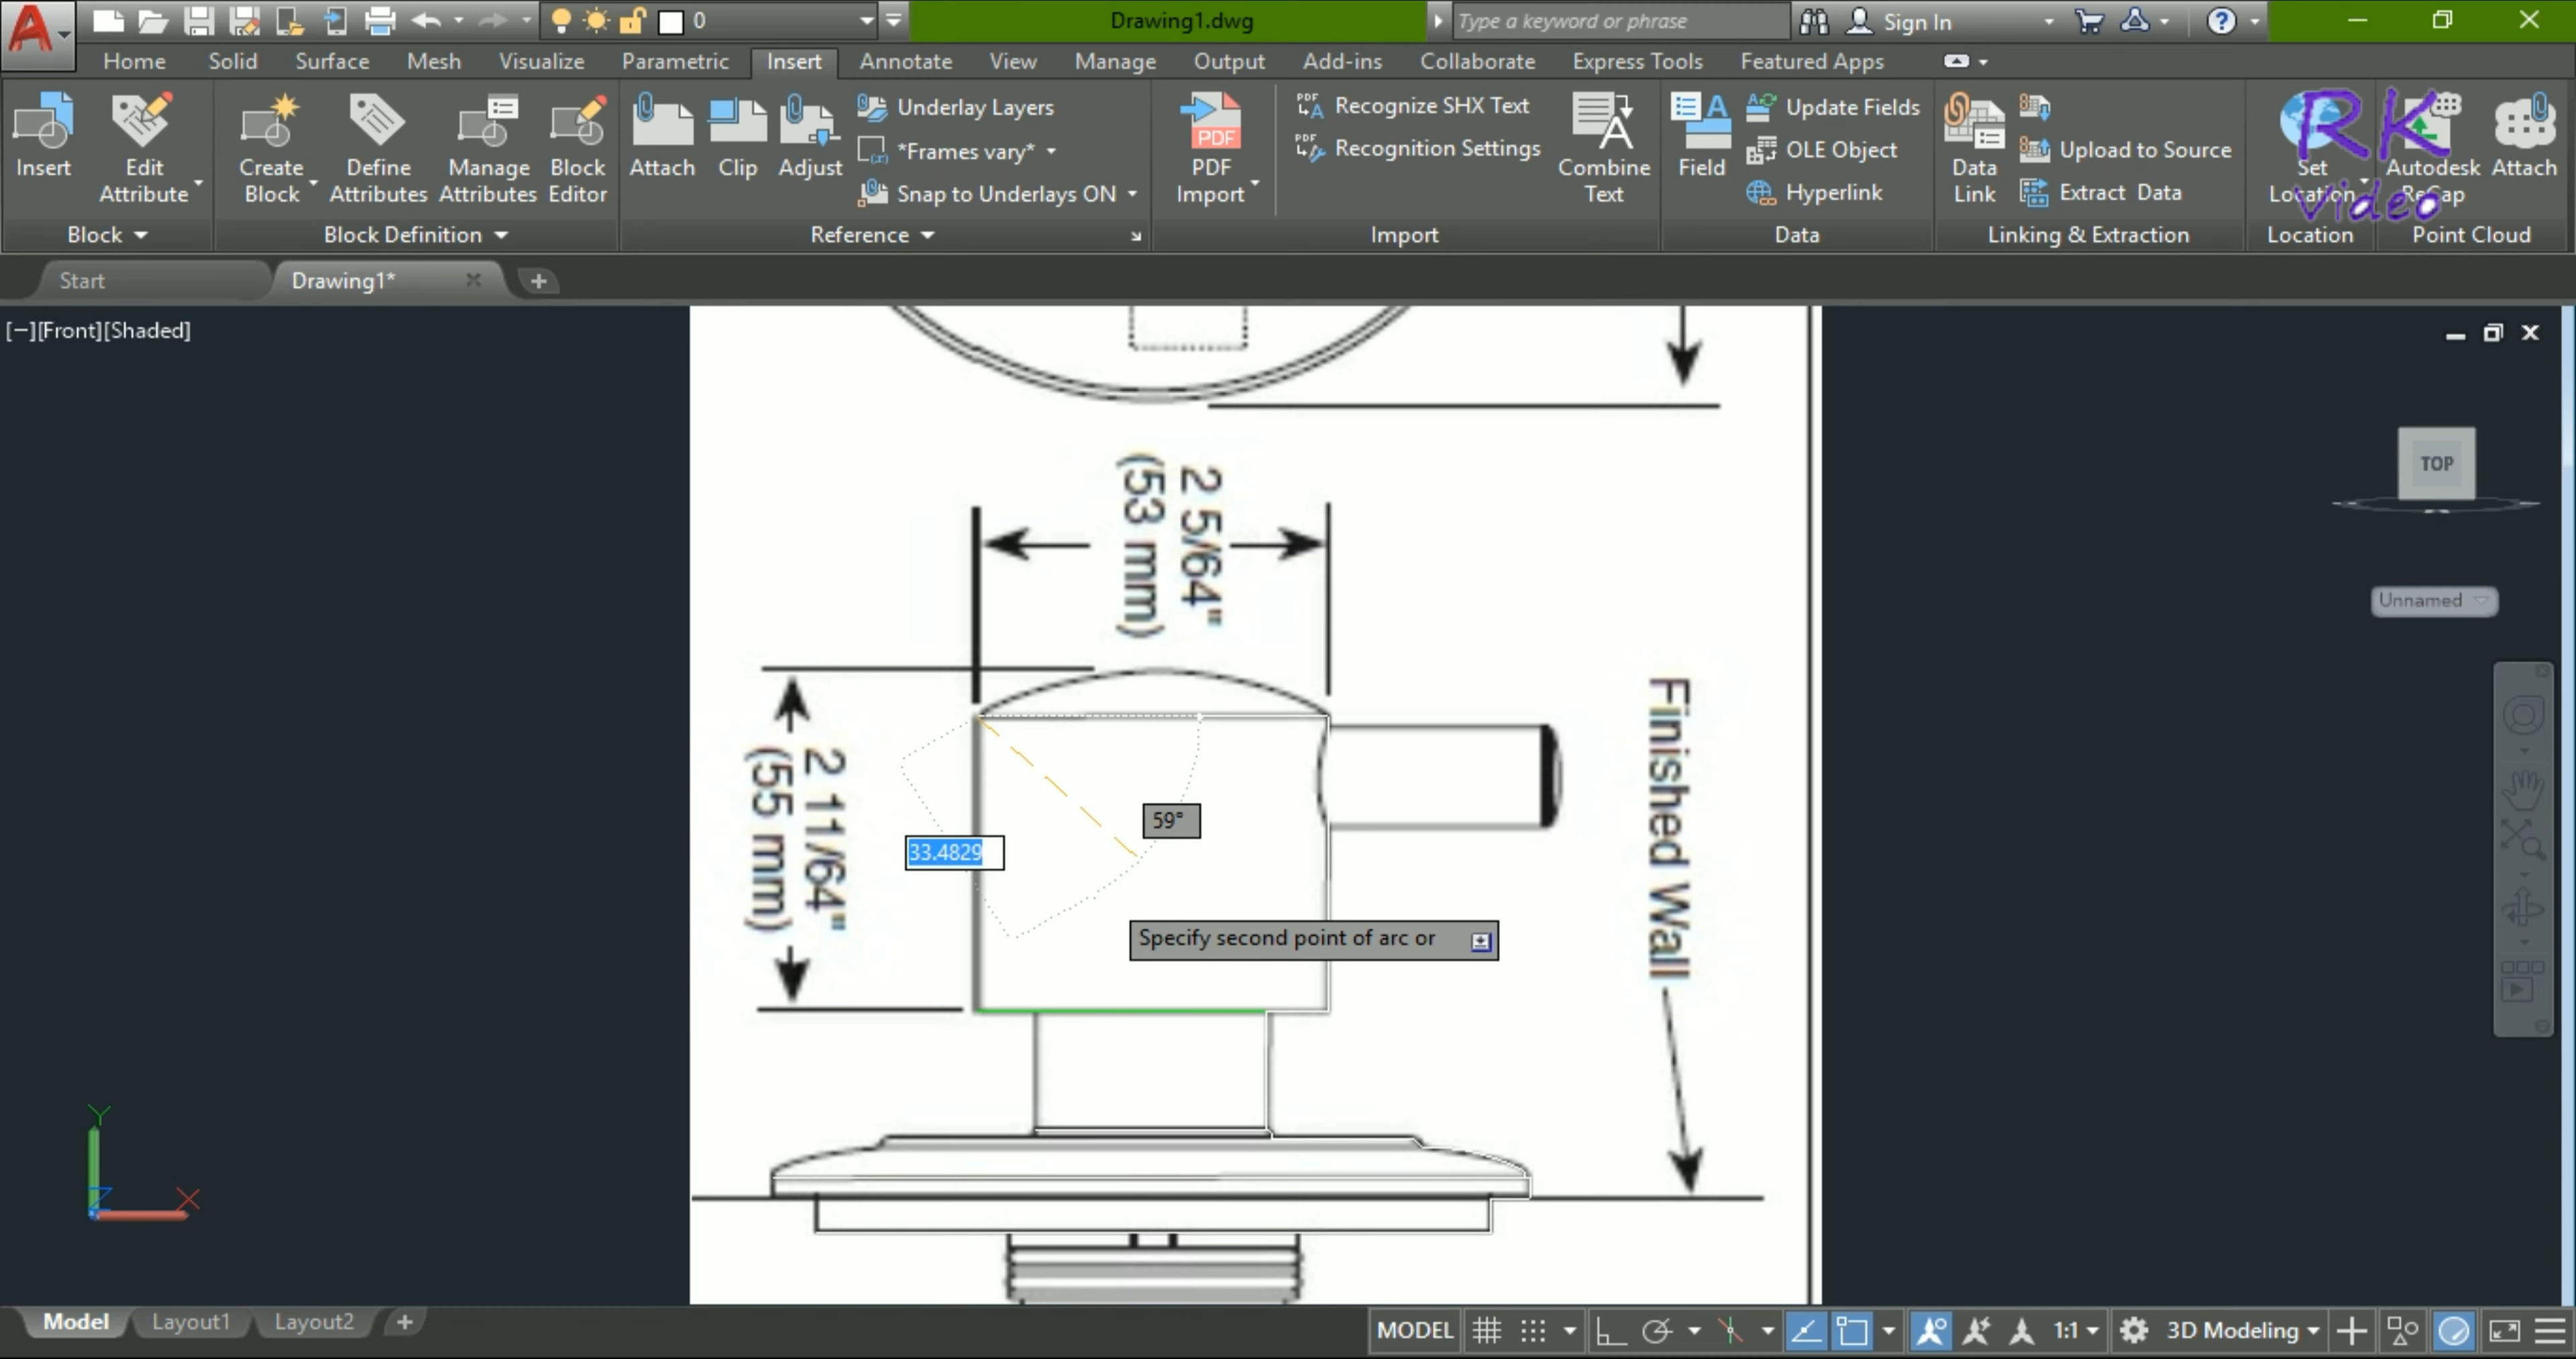 0
Drawing1.dwg
Type a keyword or phrase
Sign In
Home
Solid
Surface
Mesh
Visualize
Parametric
Insert
Annotate
View
Manage
Output
Add-ins
Collaborate
Express Tools
Featured Apps
Insert
Edit
Attribute
Create
Block
Define
Attributes
Manage
Attributes
Block
Editor
Attach
Clip
Adjust
Underlay Layers
*Frames vary*
Snap to Underlays ON
PDF
PDF
Import
PDF
A
Recognize SHX Text
PDF
Recognition Settings
A
Combine
Text
A
Field
Update Fields
OLE Object
Hyperlink
Data
Link
Upload to Source
Extract Data
Set
Location
Autodesk
ReCap
Attach
RK
video
Block
Block Definition
Reference
Import
Data
Linking & Extraction
Location
Point Cloud
Start
Drawing1*
[−][Front][Shaded]
TOP
Unnamed
2 5/64"
(53 mm)
2 11/64"
(55 mm)
Finished Wall
59°
33.4829
Specify second point of arc or
Y
Z
X
Model
Layout1
Layout2
MODEL
1:1
3D Modeling